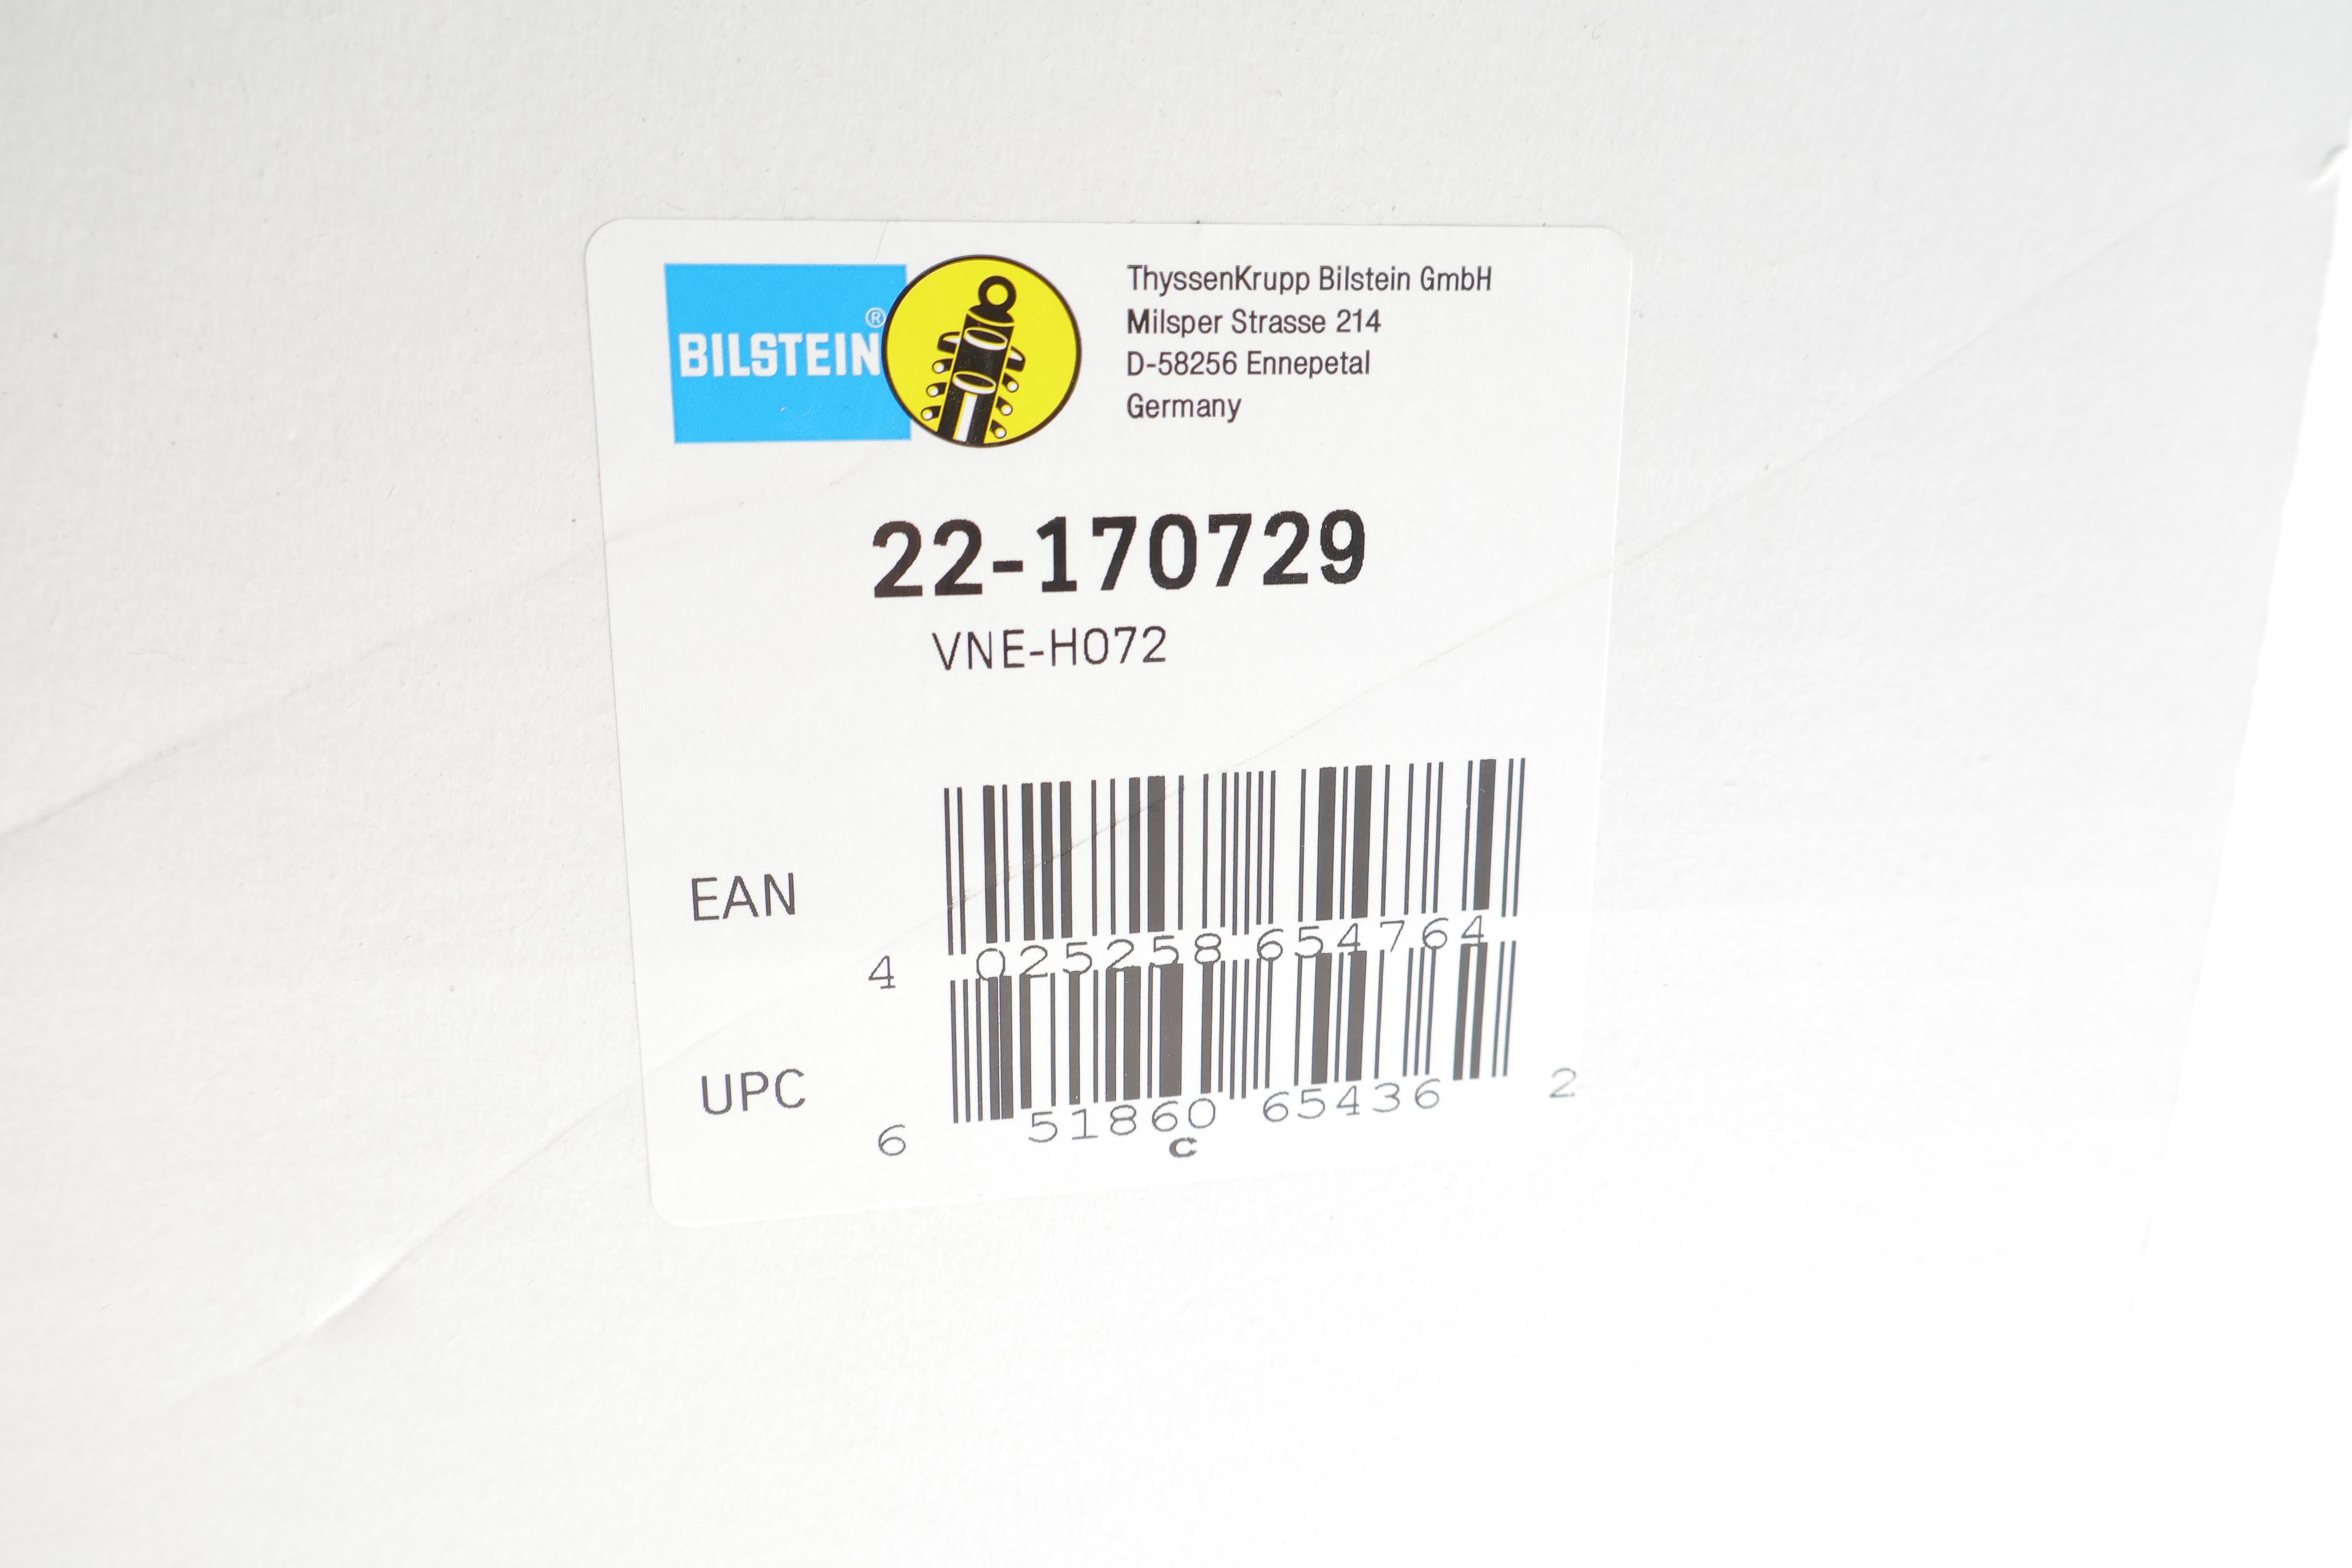 BILSTEIN®
ThyssenKrupp Bilstein GmbH
Milsper Strasse 214
D-58256 Ennepetal
Germany
22-170729
VNE-H072
EAN
4 025258 654764
UPC
6 51860 65436 2
C